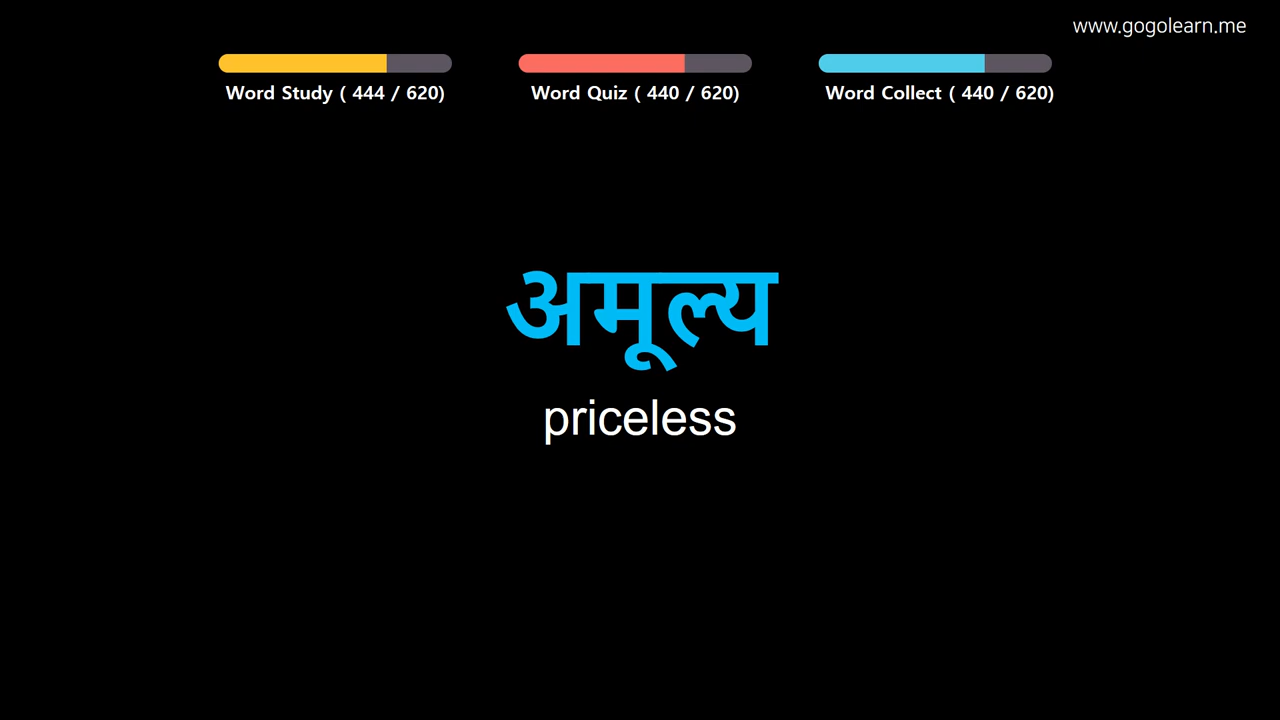 www.gogolearn.me
Word Study ( 444 / 620)
Word Quiz ( 440 / 620)
Word Collect ( 440 / 620)
अमूल्य
priceless